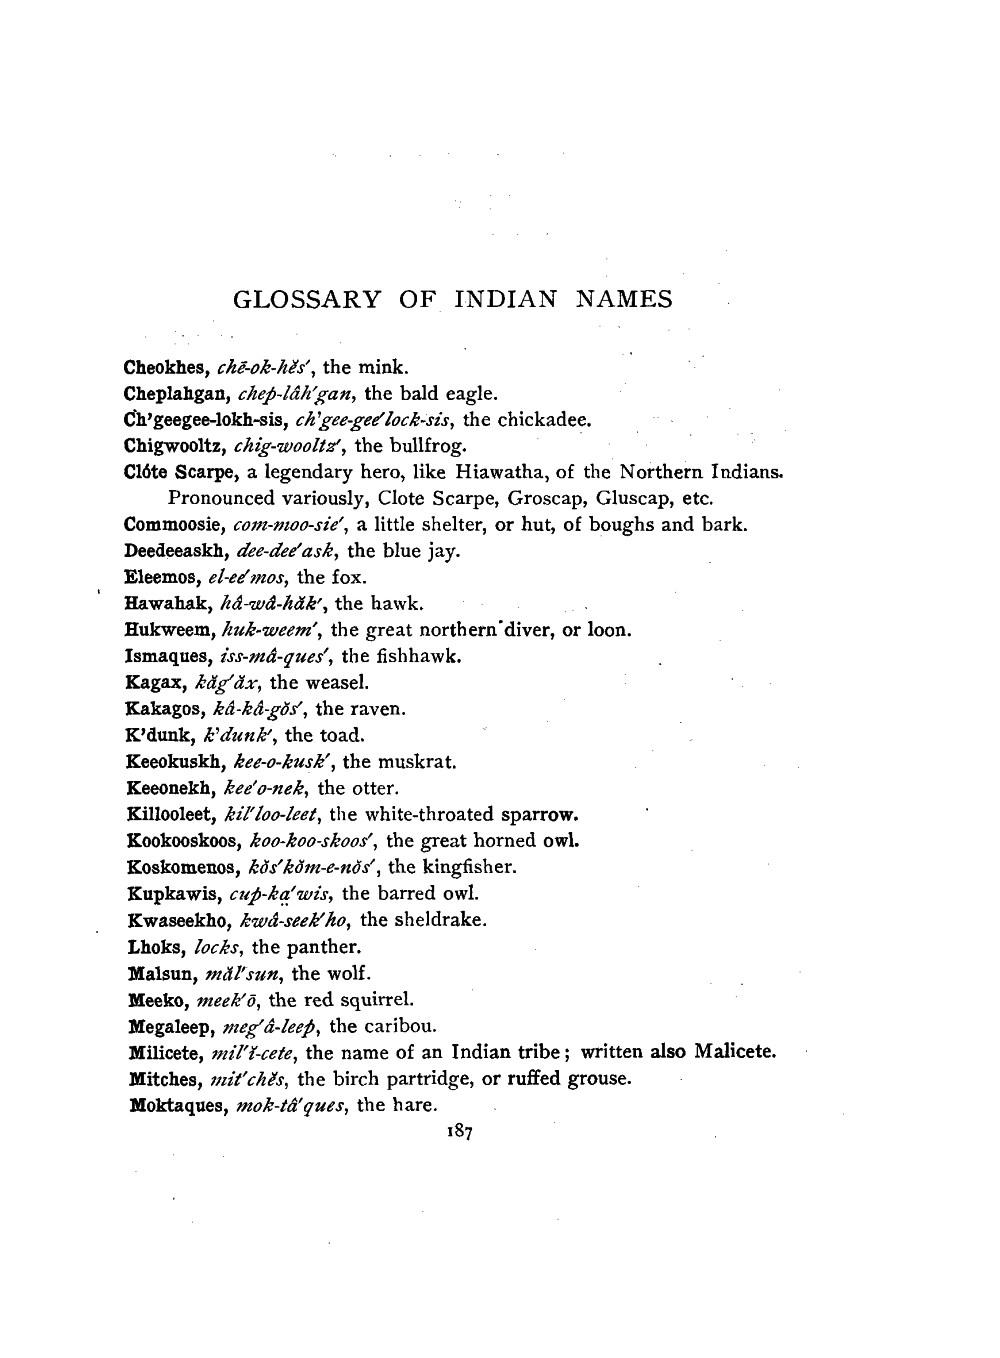 GLOSSARY OF INDIAN NAMES
Cheokhes, chē-ok-hĕs′, the mink.
Cheplahgan, chep-lâh′gan, the bald eagle.
Ch'geegee-lokh-sis, ch'gee-gee′lock-sis, the chickadee.
Chigwooltz, chig-wooltz′, the bullfrog.
Clóte Scarpe, a legendary hero, like Hiawatha, of the Northern Indians.
Pronounced variously, Clote Scarpe, Groscap, Gluscap, etc.
Commoosie, com-moo-sie′, a little shelter, or hut, of boughs and bark.
Deedeeaskh, dee-dee′ask, the blue jay.
Eleemos, el-ee′mos, the fox.
Hawahak, hâ-wâ-hăk′, the hawk.
Hukweem, huk-weem′, the great northern diver, or loon.
Ismaques, iss-mâ-ques′, the fishhawk.
Kagax, kăg′ăx, the weasel.
Kakagos, kâ-kâ-gŏs′, the raven.
K'dunk, k'dunk′, the toad.
Keeokuskh, kee-o-kusk′, the muskrat.
Keeonekh, kee′o-nek, the otter.
Killooleet, kil′loo-leet, the white-throated sparrow.
Kookooskoos, koo-koo-skoos′, the great horned owl.
Koskomenos, kŏs′kŏm-e-nŏs′, the kingfisher.
Kupkawis, cup-ka̤′wis, the barred owl.
Kwaseekho, kwâ-seek′ho, the sheldrake.
Lhoks, locks, the panther.
Malsun, măl′sun, the wolf.
Meeko, meek′ō, the red squirrel.
Megaleep, meg′â-leep, the caribou.
Milicete, mil′ĭ-cete, the name of an Indian tribe; written also Malicete.
Mitches, mit′chĕs, the birch partridge, or ruffed grouse.
Moktaques, mok-tâ′ques, the hare.
187